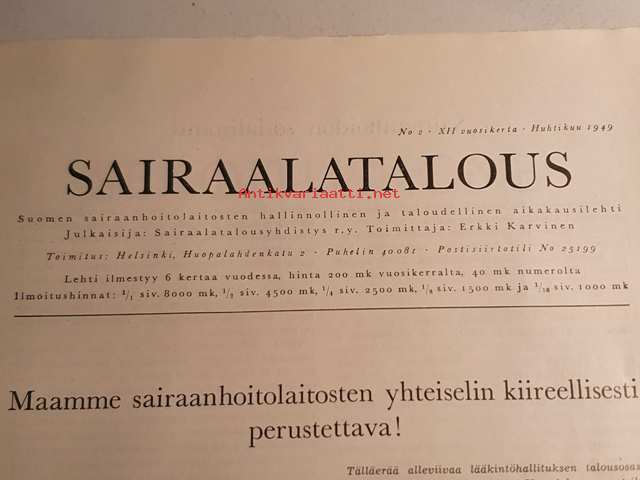 No 2 · XII vuosikerta · Huhtikuu 1949
SAIRAALATALOUS
Antikvariaatti.net
Suomen sairaanhoitolaitosten hallinnollinen ja taloudellinen aikakausilehti
Julkaisija: Sairaalatalousyhdistys r.y. Toimittaja: Erkki Karvinen
Toimitus: Helsinki, Huopalahdenkatu 2 · Puhelin 40081 · Postisiirtotili No 25199
Lehti ilmestyy 6 kertaa vuodessa, hinta 200 mk vuosikerralta, 40 mk numerolta
Ilmoitushinnat: 1/1 siv. 8000 mk, 1/2 siv. 4500 mk, 1/4 siv. 2500 mk, 1/8 siv. 1500 mk ja 1/16 siv. 1000 mk
Maamme sairaanhoitolaitosten yhteiselin kiireellisesti
perustettava!
Tälläerää alleviivaa lääkintöhallituksen talousosas